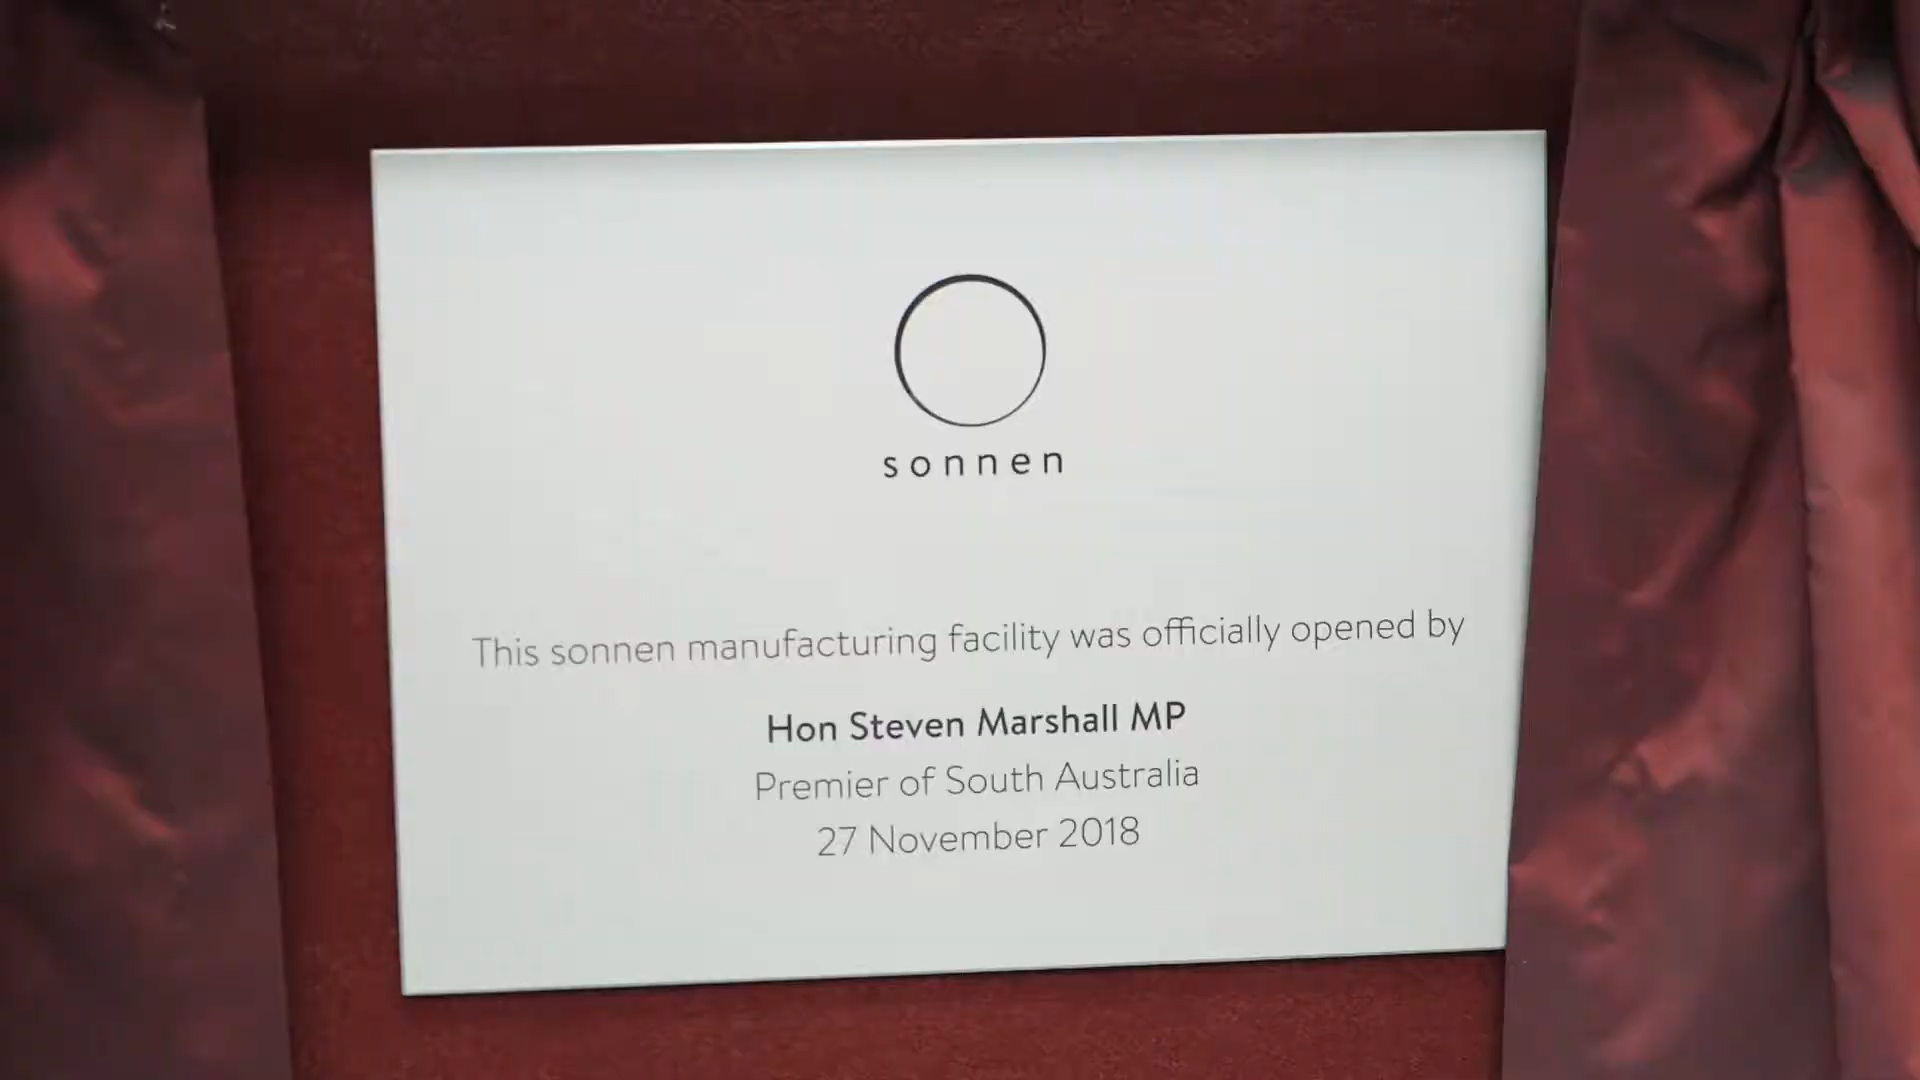 sonnen
This sonnen manufacturing facility was officially opened by
Hon Steven Marshall MP
Premier of South Australia
27 November 2018